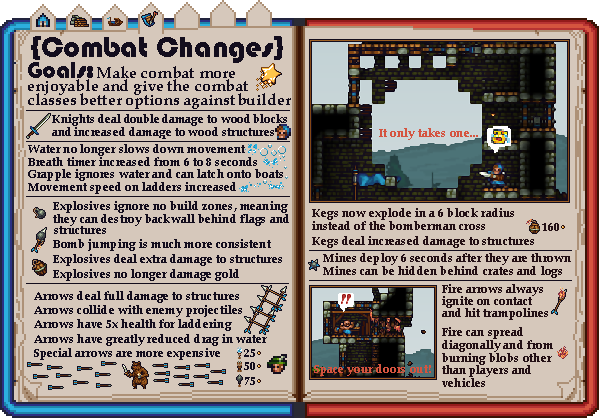 {Combat Changes}
Goals: Make combat more
enjoyable and give the combat
classes better options against builder
Knights deal double damage to wood blocks
and increased damage to wood structures
Water no longer slows down movement
Breath timer increased from 6 to 8 seconds
Grapple ignores water and can latch onto boats
Movement speed on ladders increased
Explosives ignore no build zones, meaning
they can destroy backwall behind flags and
structures
Bomb jumping is much more consistent
Explosives deal extra damage to structures
Explosives no longer damage gold
Arrows deal full damage to structures
Arrows collide with enemy projectiles
Arrows have 5x health for laddering
Arrows have greatly reduced drag in water
Special arrows are more expensive
25
50
75
It only takes one...
Kegs now explode in a 6 block radius
instead of the bomberman cross
Kegs deal increased damage to structures
160
Mines deploy 6 seconds after they are thrown
Mines can be hidden behind crates and logs
!!
Space your doors out!!
Fire arrows always
ignite on contact
and hit trampolines
Fire can spread
diagonally and from
burning blobs other
than players and
vehicles